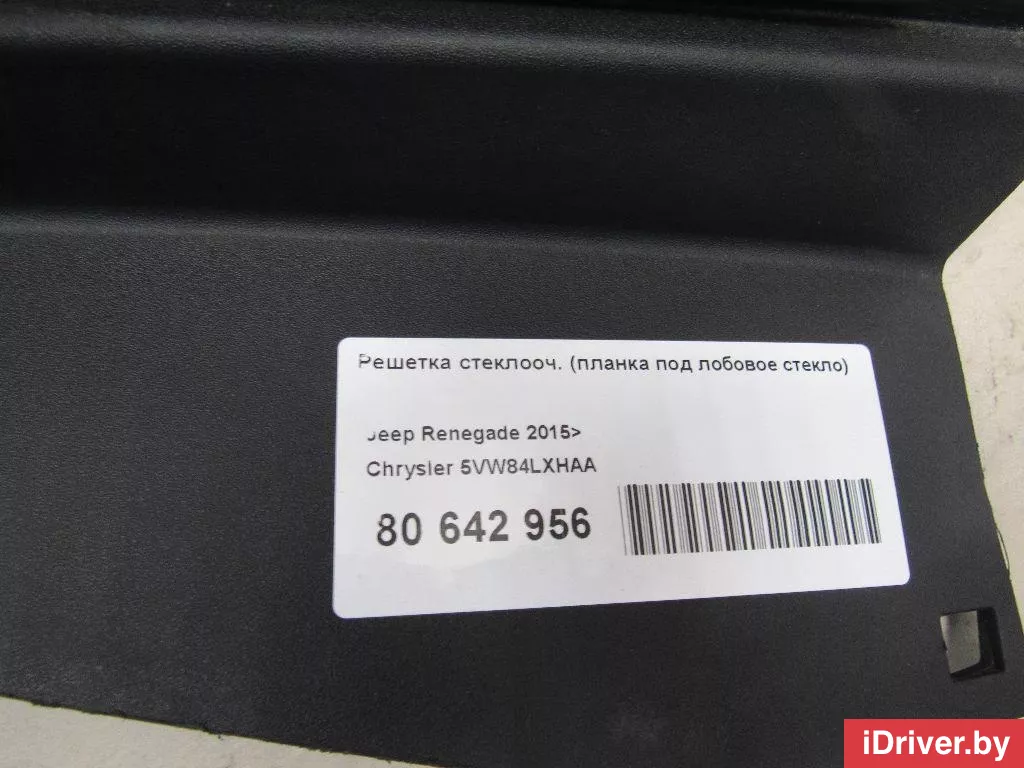 Решетка стеклооч. (планка под лобовое стекло)
Jeep Renegade 2015>
Chrysler 5VW84LXHAA
80 642 956
iDriver.by